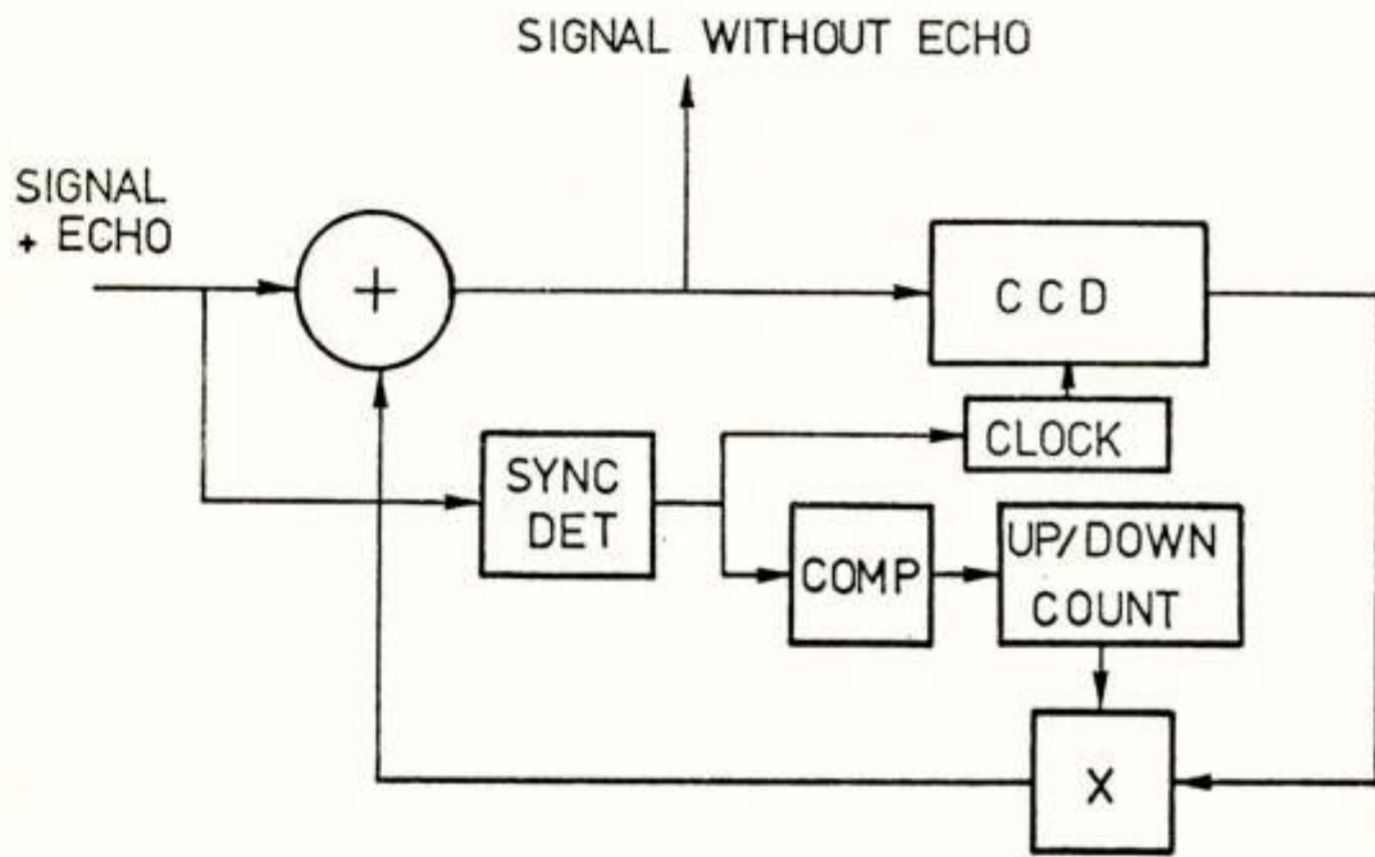 SIGNAL WITHOUT ECHO
SIGNAL
+ ECHO
+
CCD
CLOCK
SYNC
DET
COMP
UP/DOWN
COUNT
X